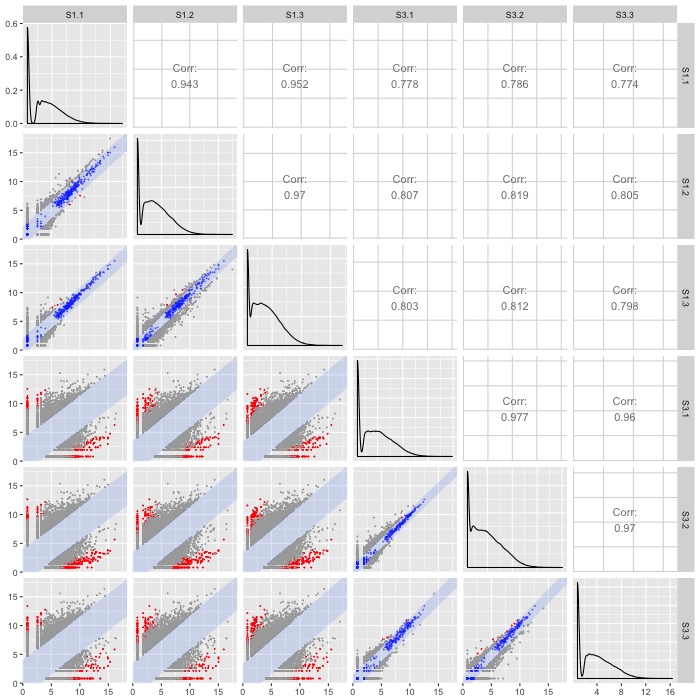 S1.1 S1.2 S1.3 S3.1 S3.2 S3.3
0.6
0.4
0.2
0.0
Corr:
0.943
Corr:
0.952
Corr:
0.778
Corr:
0.786
Corr:
0.774
S1.1
15
10
5
0
Corr:
0.97
Corr:
0.807
Corr:
0.819
Corr:
0.805
S1.2
15
10
5
0
Corr:
0.803
Corr:
0.812
Corr:
0.798
S1.3
15
10
5
0
Corr:
0.977
Corr:
0.96
S3.1
15
10
5
0
Corr:
0.97
S3.2
15
10
5
0
S3.3
0 5 10 15 0 5 10 15 0 5 10 15 0 5 10 15 0 5 10 15 4 8 12 16